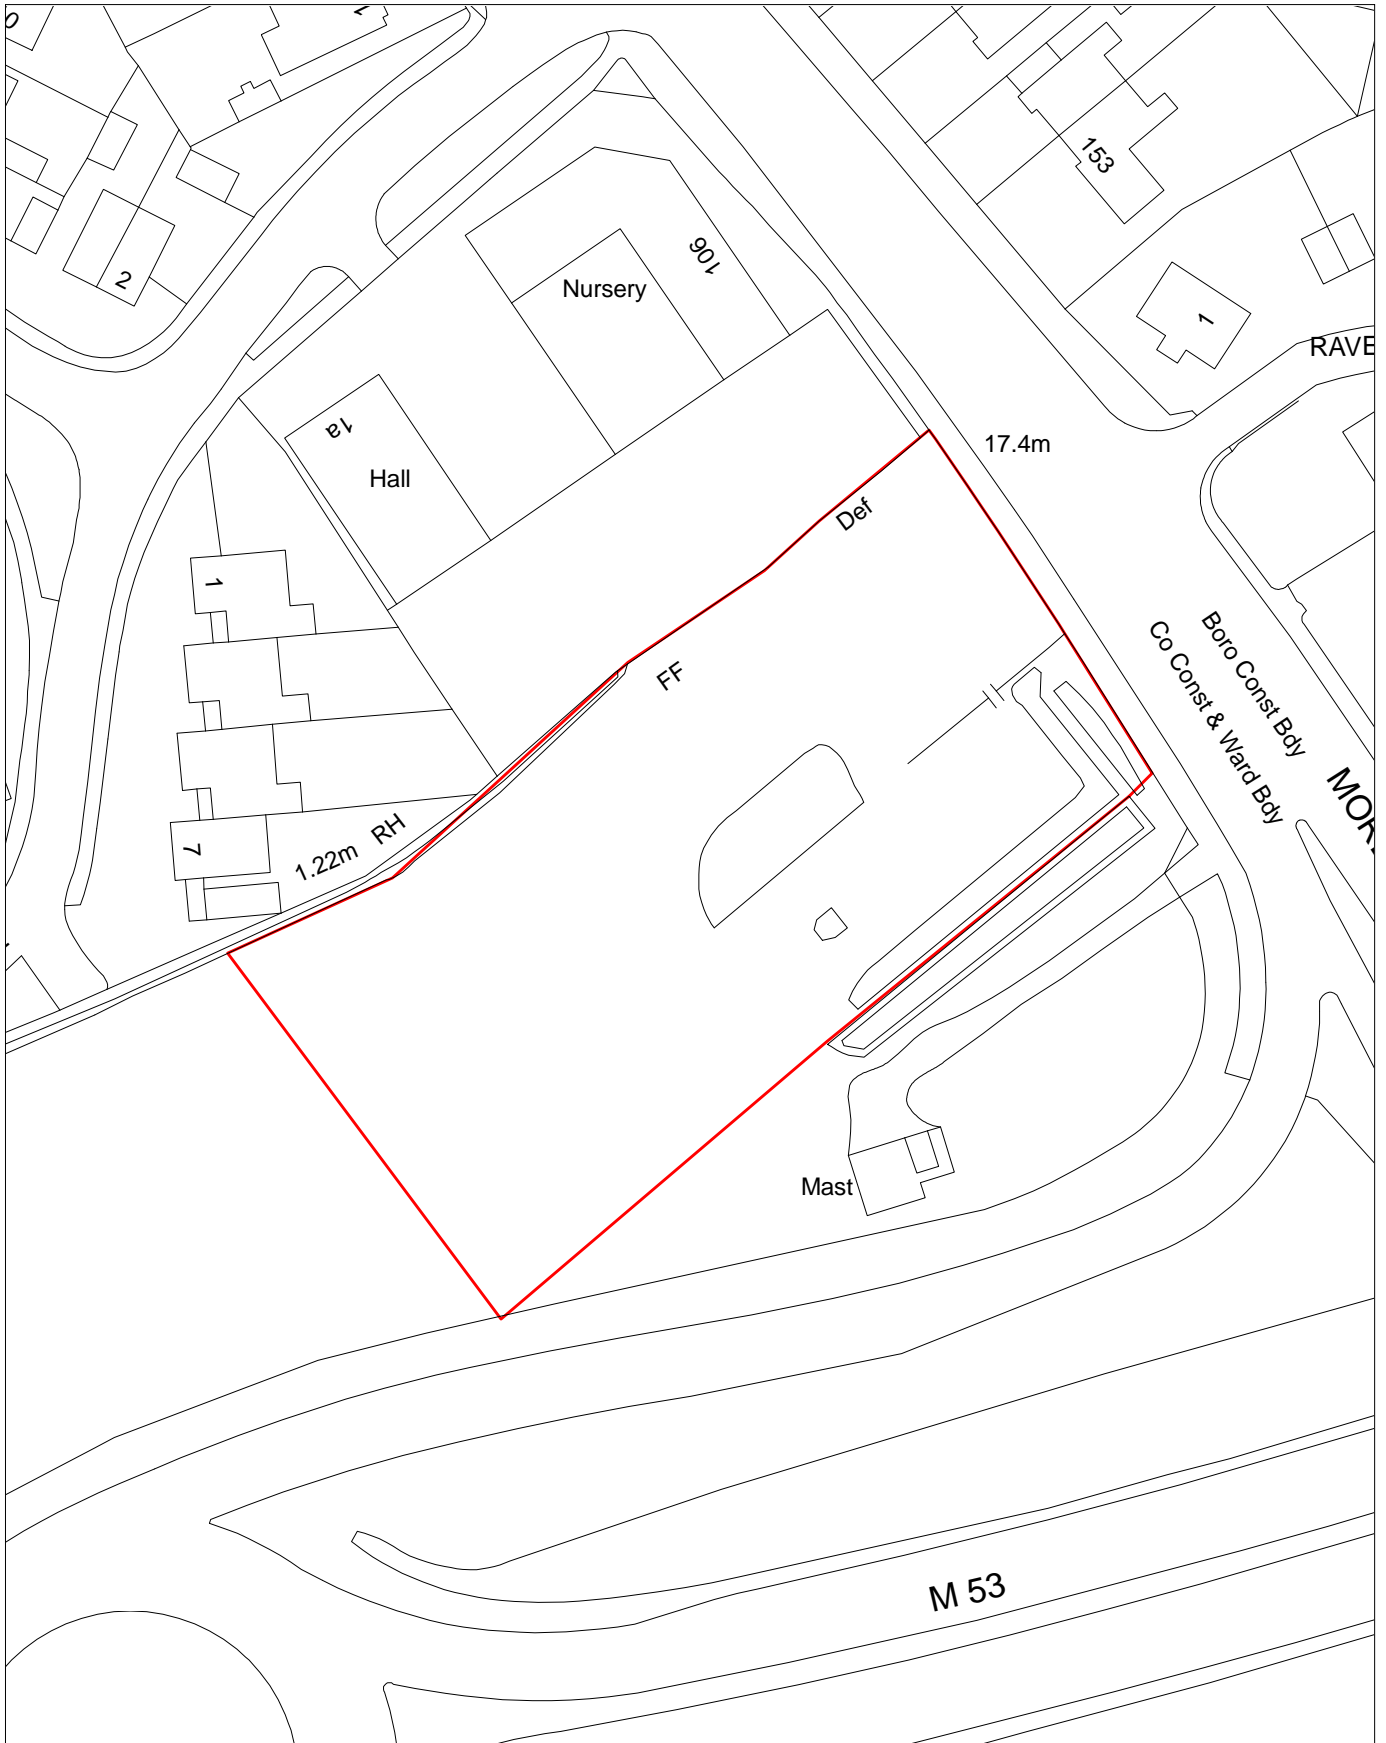 153
2
106
Nursery
1
RAVE
1a
17.4m
Hall
Def
1
FF
Boro Const Bdy
Co Const & Ward Bdy
MOR
RH
7
1.22m
Mast
M 53